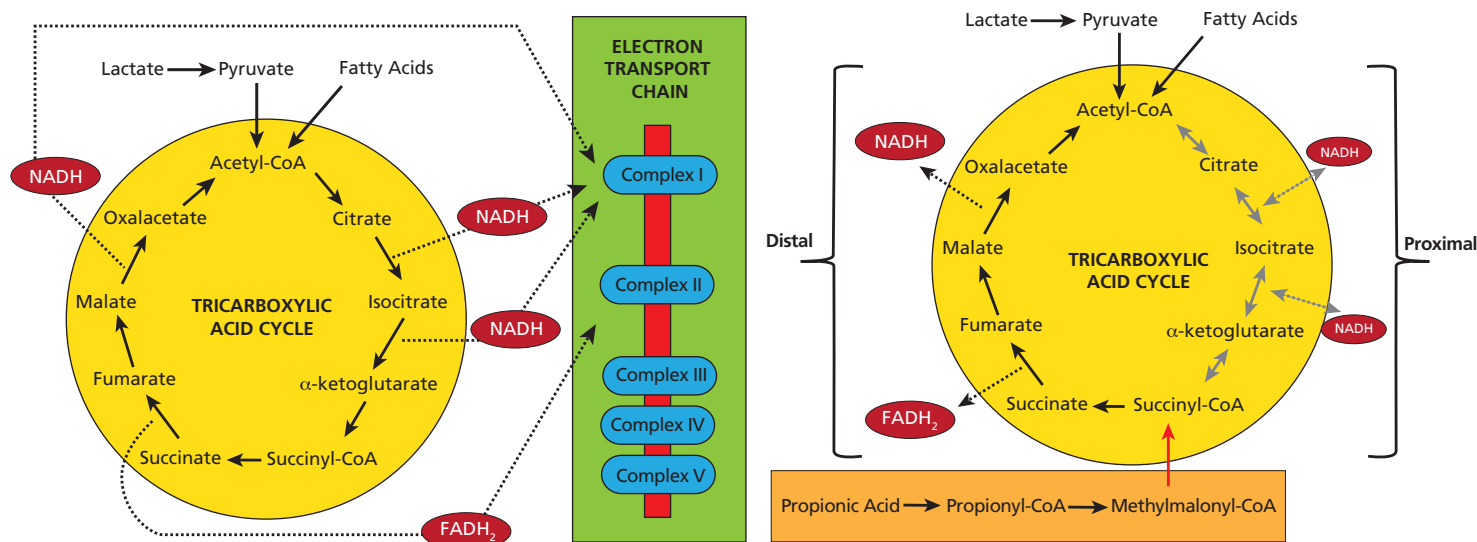 Lactate
Pyruvate
Fatty Acids
Acetyl-CoA
Citrate
Isocitrate
α-ketoglutarate
Succinyl-CoA
Succinate
Fumarate
Malate
Oxalacetate
TRICARBOXYLIC
ACID CYCLE
NADH
NADH
NADH
FADH₂
ELECTRON
TRANSPORT
CHAIN
Complex I
Complex II
Complex III
Complex IV
Complex V
Lactate
Pyruvate
Fatty Acids
Distal
Proximal
Acetyl-CoA
Citrate
Isocitrate
α-ketoglutarate
Succinyl-CoA
Succinate
Fumarate
Malate
Oxalacetate
TRICARBOXYLIC
ACID CYCLE
NADH
NADH
NADH
FADH₂
Propionic Acid
Propionyl-CoA
Methylmalonyl-CoA